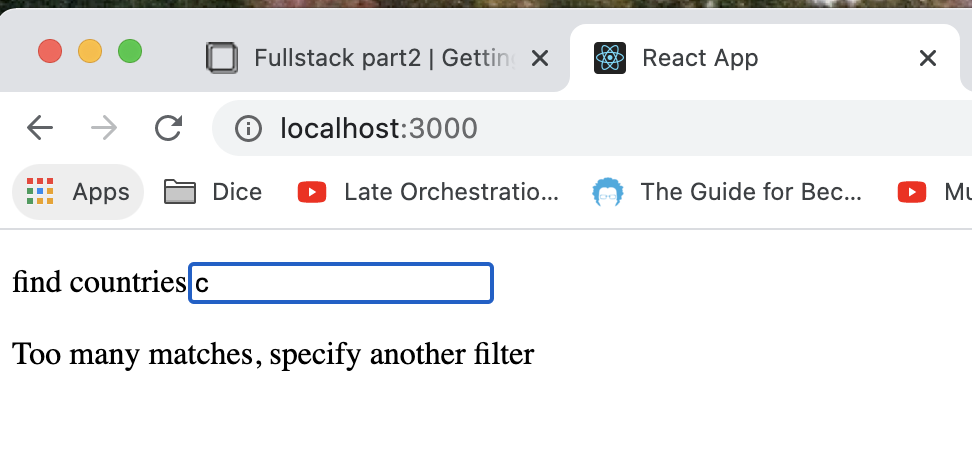 Fullstack part2 | Getting
React App
localhost:3000
Apps Dice Late Orchestratio... The Guide for Bec... Mu
find countries c
Too many matches, specify another filter